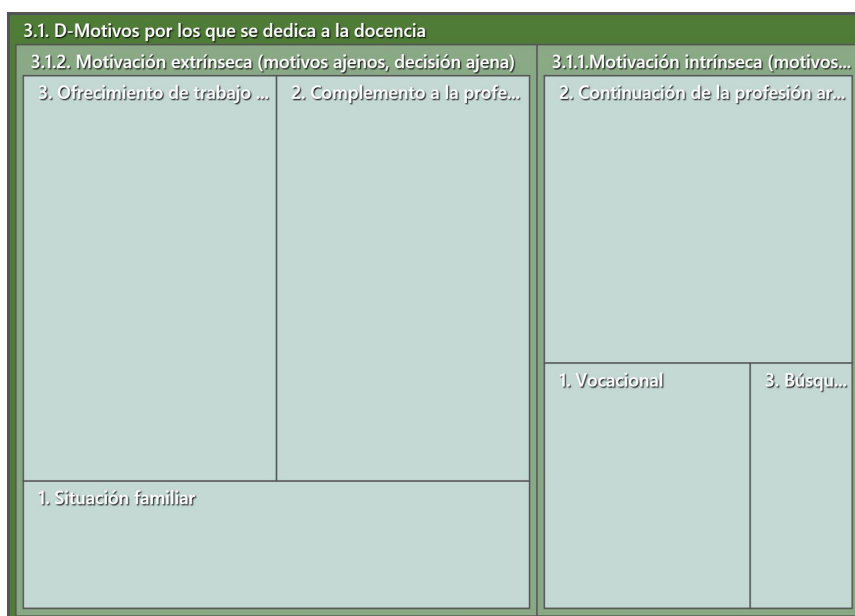 3.1. D-Motivos por los que se dedica a la docencia
3.1.2. Motivación extrínseca (motivos ajenos, decisión ajena)
3.1.1.Motivación intrínseca (motivos...
3. Ofrecimiento de trabajo ...
2. Complemento a la profe...
2. Continuación de la profesión ar...
1. Vocacional
3. Búsqu...
1. Situación familiar